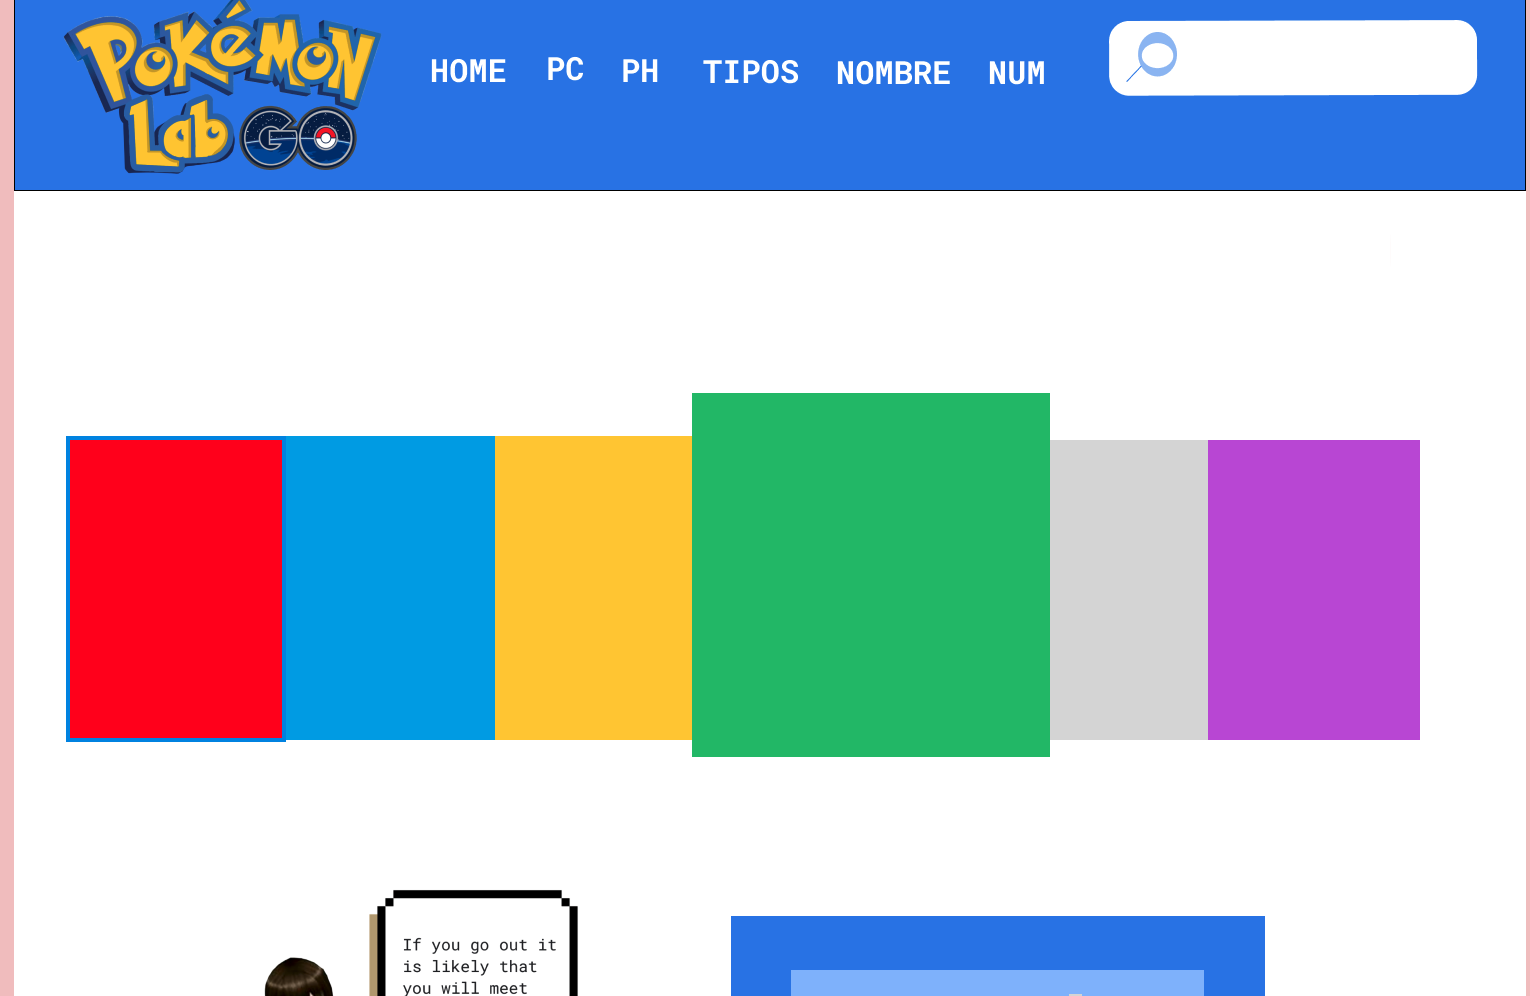 POKéMON
Lab GO
HOME PC PH TIPOS NOMBRE NUM
If you go out it
is likely that
you will meet